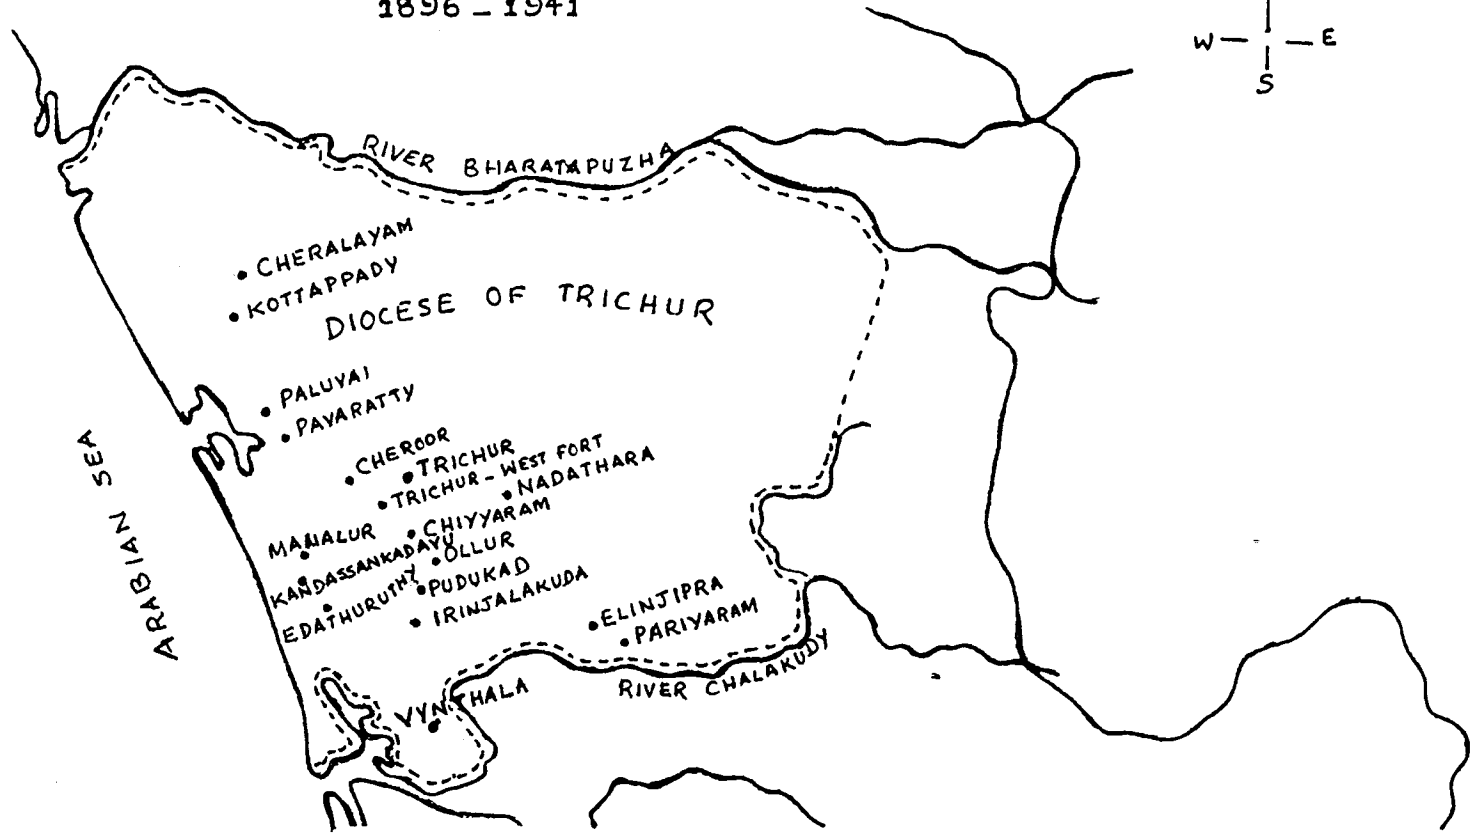 1896 - 1941
W
E
S
RIVER BHARATAPUZHA
CHERALAYAM
KOTTAPPADY
DIOCESE OF TRICHUR
PALUVAI
PAVARATTY
CHEROOR
TRICHUR
TRICHUR - WEST FORT
NADATHARA
CHIYYARAM
MANALUR
KANDASSANKADAVU
OLLUR
PUDUKAD
EDATHURUTHY
IRINJALAKUDA
ELINJIPRA
PARIYARAM
ARABIAN SEA
RIVER CHALAKUDY
VYNTHALA